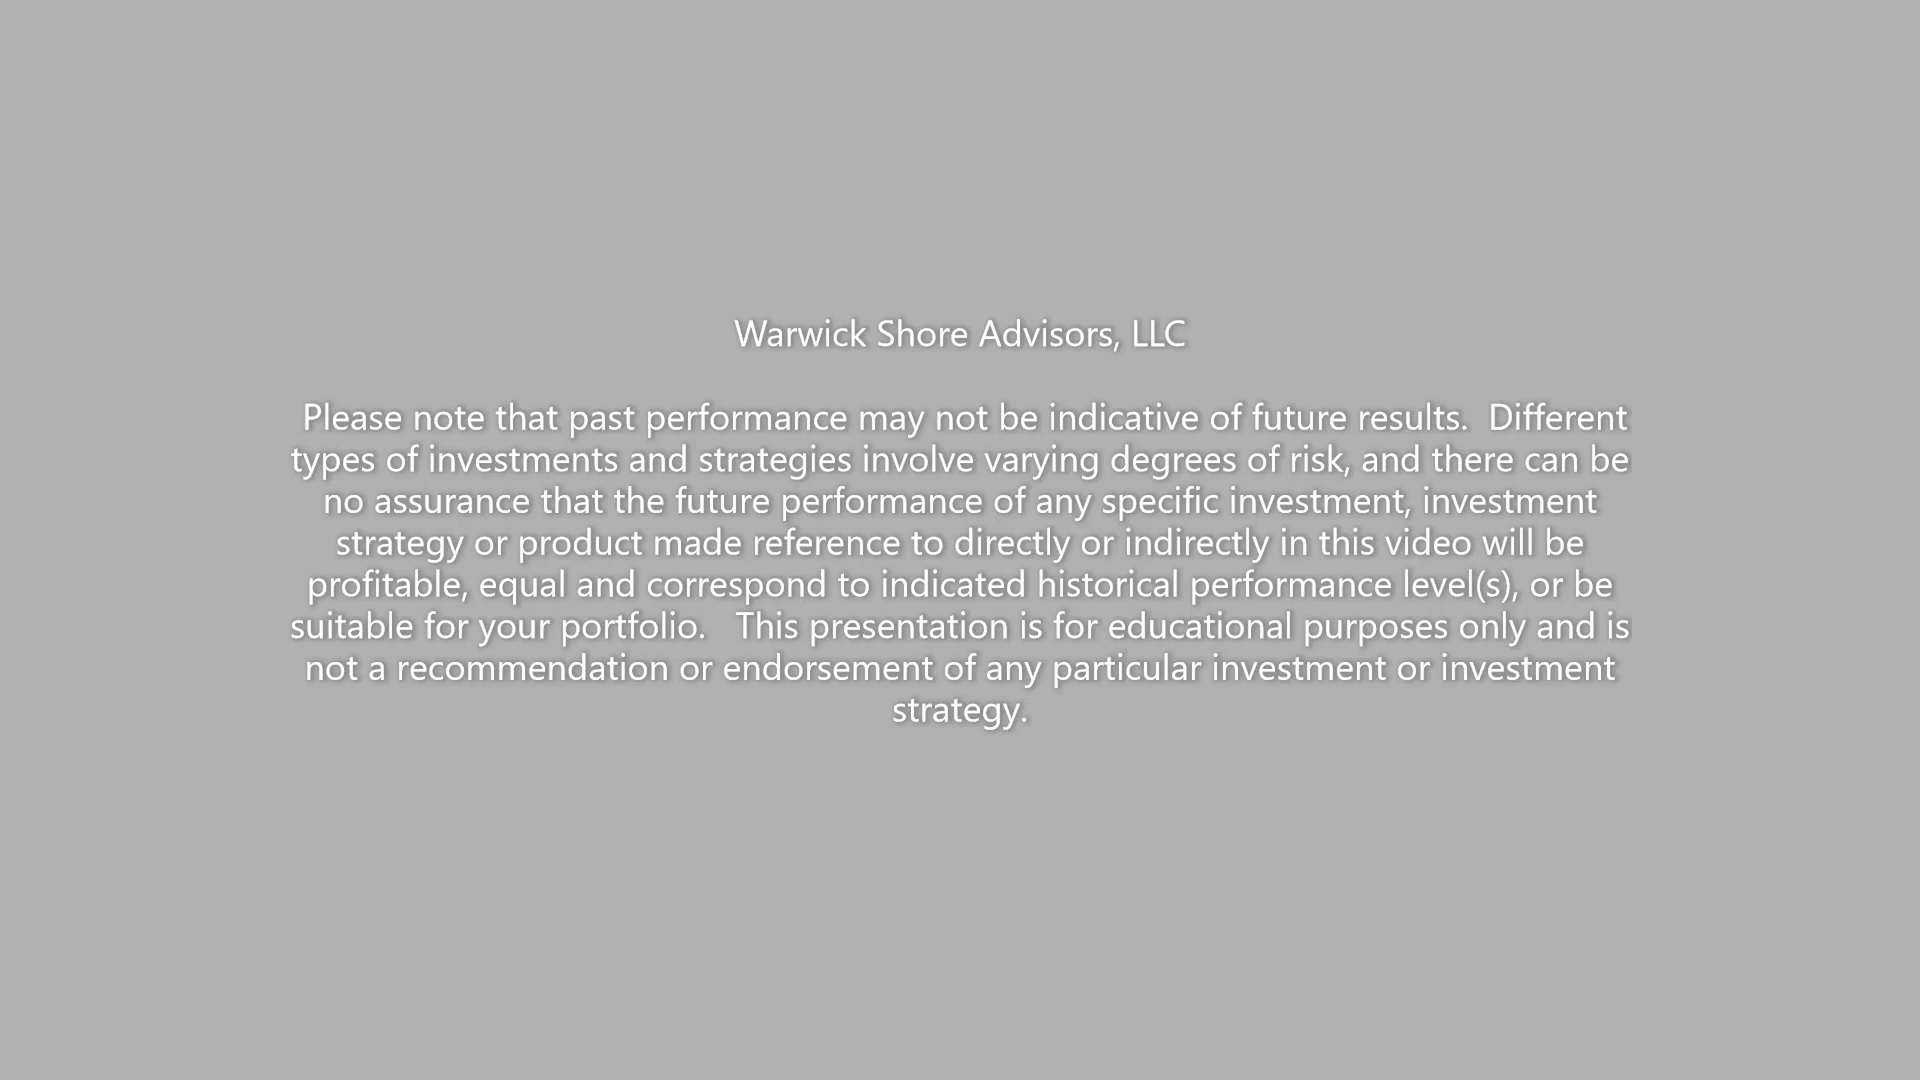 Warwick Shore Advisors, LLC
Please note that past performance may not be indicative of future results.  Different
types of investments and strategies involve varying degrees of risk, and there can be
no assurance that the future performance of any specific investment, investment
strategy or product made reference to directly or indirectly in this video will be
profitable, equal and correspond to indicated historical performance level(s), or be
suitable for your portfolio.   This presentation is for educational purposes only and is
not a recommendation or endorsement of any particular investment or investment
strategy.